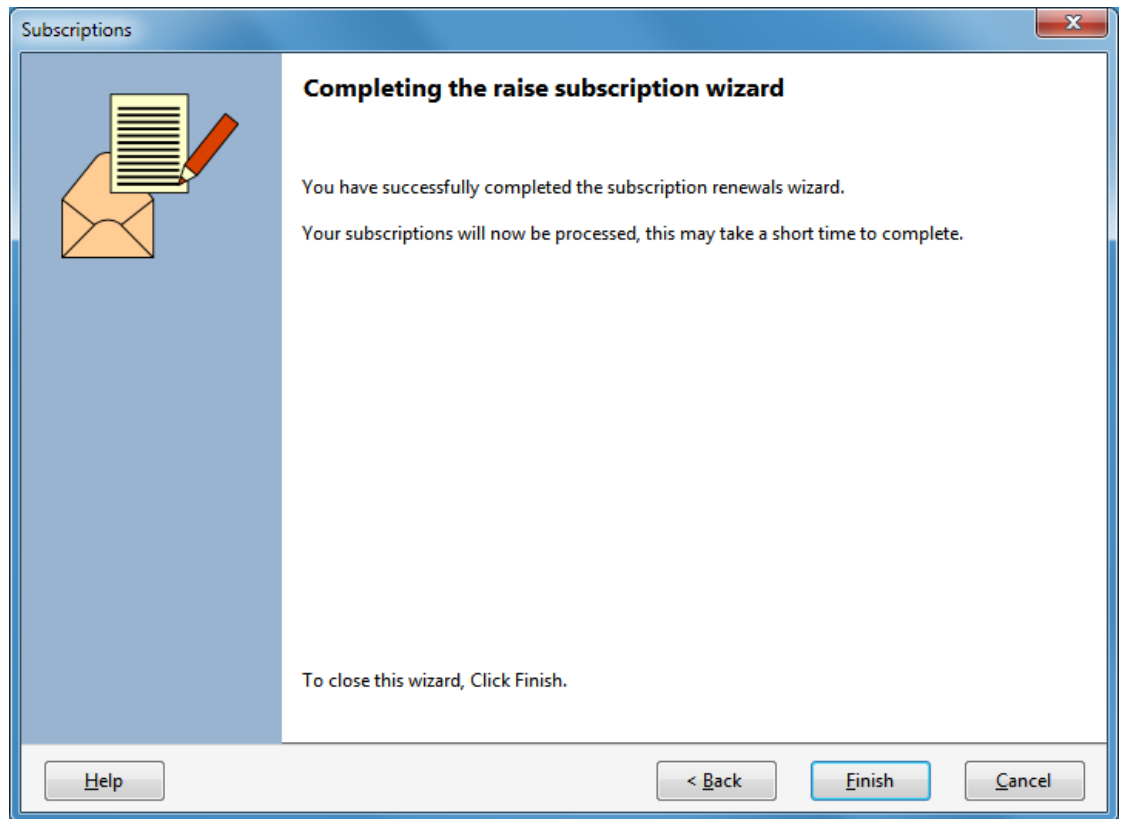 Subscriptions
Completing the raise subscription wizard
You have successfully completed the subscription renewals wizard.
Your subscriptions will now be processed, this may take a short time to complete.
To close this wizard, Click Finish.
Help
< Back
Finish
Cancel